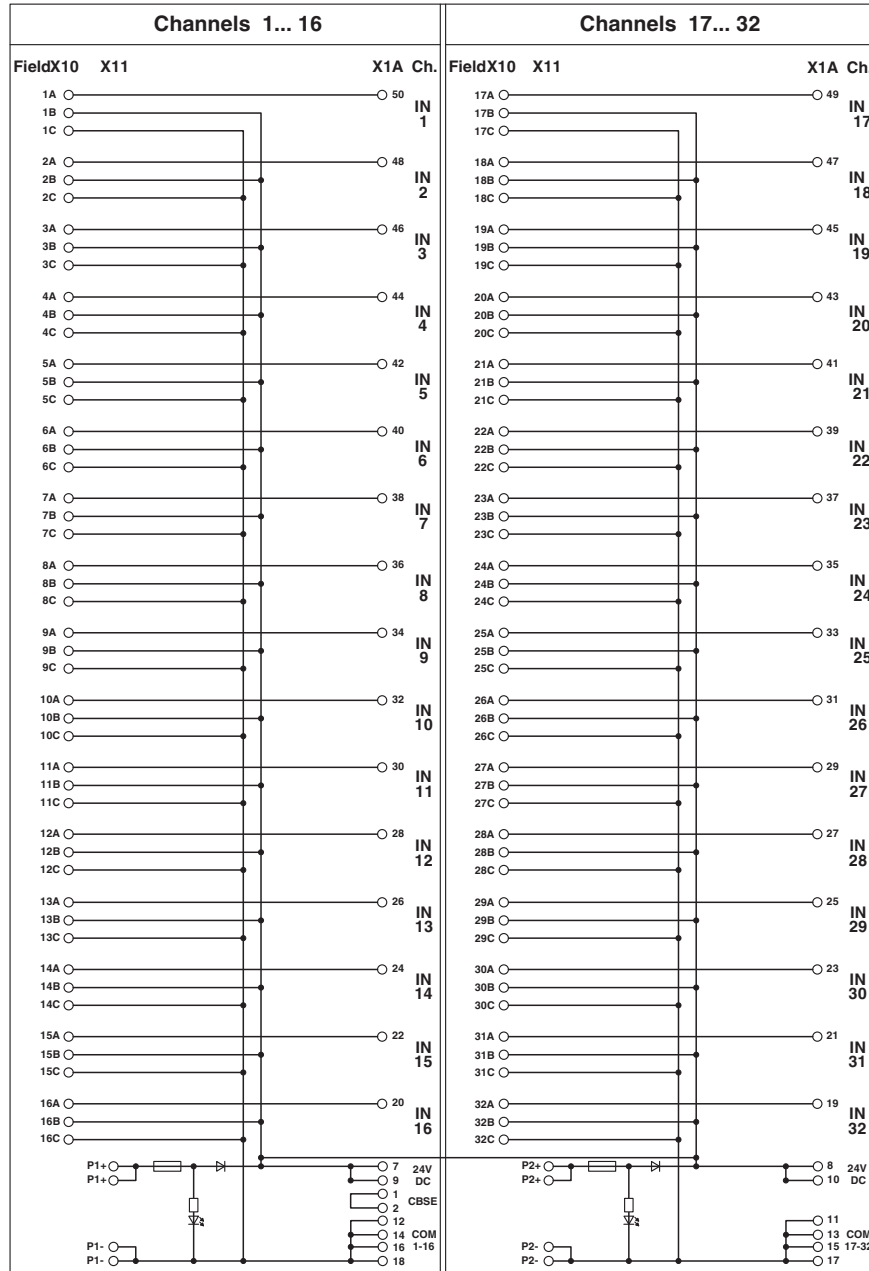 Channels 1... 16
FieldX10 X11 X1A Ch.
1A 50
1B IN
1C 1
2A 48
2B IN
2C 2
3A 46
3B IN
3C 3
4A 44
4B IN
4C 4
5A 42
5B IN
5C 5
6A 40
6B IN
6C 6
7A 38
7B IN
7C 7
8A 36
8B IN
8C 8
9A 34
9B IN
9C 9
10A 32
10B IN
10C 10
11A 30
11B IN
11C 11
12A 28
12B IN
12C 12
13A 26
13B IN
13C 13
14A 24
14B IN
14C 14
15A 22
15B IN
15C 15
16A 20
16B IN
16C 16
P1+ 7 24V
P1+ 9 DC
1 CBSE
2
12
14 COM
P1- 16 1-16
P1- 18
Channels 17... 32
FieldX10 X11 X1A Ch.
17A 49
17B IN
17C 17
18A 47
18B IN
18C 18
19A 45
19B IN
19C 19
20A 43
20B IN
20C 20
21A 41
21B IN
21C 21
22A 39
22B IN
22C 22
23A 37
23B IN
23C 23
24A 35
24B IN
24C 24
25A 33
25B IN
25C 25
26A 31
26B IN
26C 26
27A 29
27B IN
27C 27
28A 27
28B IN
28C 28
29A 25
29B IN
29C 29
30A 23
30B IN
30C 30
31A 21
31B IN
31C 31
32A 19
32B IN
32C 32
P2+ 8 24V
P2+ 10 DC
11
13 COM
P2- 15 17-32
P2- 17